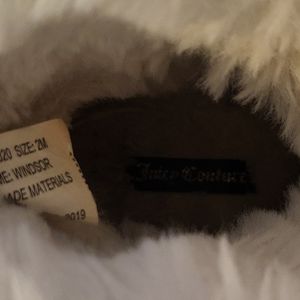 020 SIZE: 2M
ME: WINDSOR
ADE MATERIALS
2019
Juicy Couture